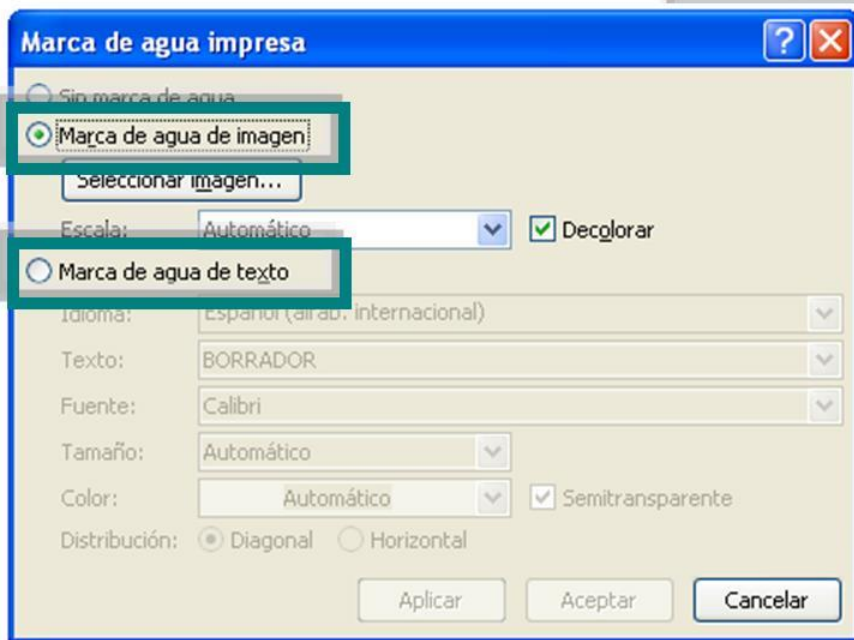 Marca de agua impresa
Sin marca de agua
Marca de agua de imagen
Seleccionar imagen...
Escala: Automático Decolorar
Marca de agua de texto
Idioma: Español (alfab. internacional)
Texto: BORRADOR
Fuente: Calibri
Tamaño: Automático
Color: Automático Semitransparente
Distribución: Diagonal Horizontal
Aplicar Aceptar Cancelar